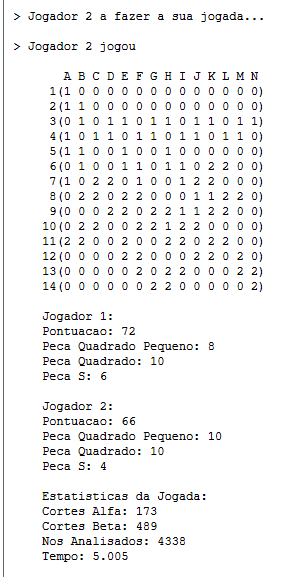 > Jogador 2 a fazer a sua jogada...
> Jogador 2 jogou
A B C D E F G H I J K L M N
1(1 0 0 0 0 0 0 0 0 0 0 0 0 0)
2(1 1 0 0 0 0 0 0 0 0 0 0 0 0)
3(0 1 0 1 1 0 1 1 0 1 1 0 1 1)
4(1 0 1 1 0 1 1 0 1 1 0 1 1 0)
5(1 1 0 0 1 0 0 1 0 0 0 0 0 0)
6(0 1 0 0 1 1 0 1 1 0 2 2 0 0)
7(1 0 2 2 0 1 0 0 1 2 2 0 0 0)
8(0 2 2 0 2 2 0 0 0 1 1 2 2 0)
9(0 0 0 2 2 0 2 2 1 1 2 2 0 0)
10(0 2 2 0 0 2 2 1 2 2 0 0 0 0)
11(2 2 0 0 2 0 0 2 2 0 2 2 0 0)
12(0 0 0 0 2 2 0 0 0 2 2 0 2 0)
13(0 0 0 0 0 2 0 2 2 0 0 0 2 2)
14(0 0 0 0 0 0 2 2 0 0 0 0 0 2)
Jogador 1:
Pontuacao: 72
Peca Quadrado Pequeno: 8
Peca Quadrado: 10
Peca S: 6
Jogador 2:
Pontuacao: 66
Peca Quadrado Pequeno: 10
Peca Quadrado: 10
Peca S: 4
Estatisticas da Jogada:
Cortes Alfa: 173
Cortes Beta: 489
Nos Analisados: 4338
Tempo: 5.005